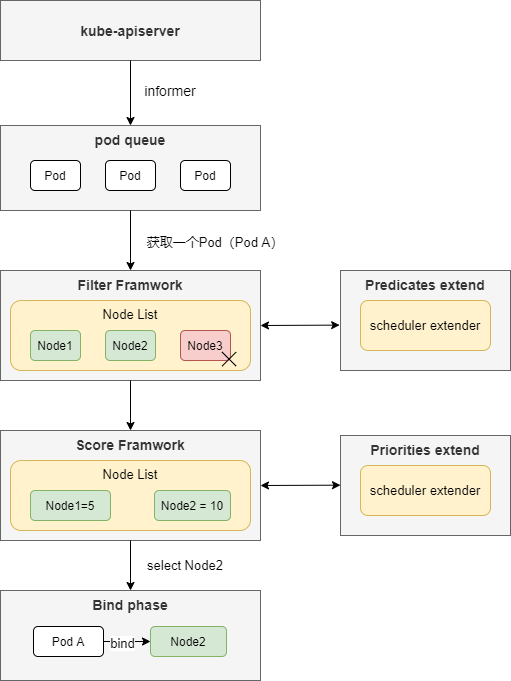 kube-apiserver
informer
pod queue
Pod
Pod
Pod
获取一个Pod（Pod A）
Filter Framwork
Node List
Node1
Node2
Node3
Predicates extend
scheduler extender
Score Framwork
Node List
Node1=5
Node2 = 10
Priorities extend
scheduler extender
select Node2
Bind phase
Pod A
bind
Node2